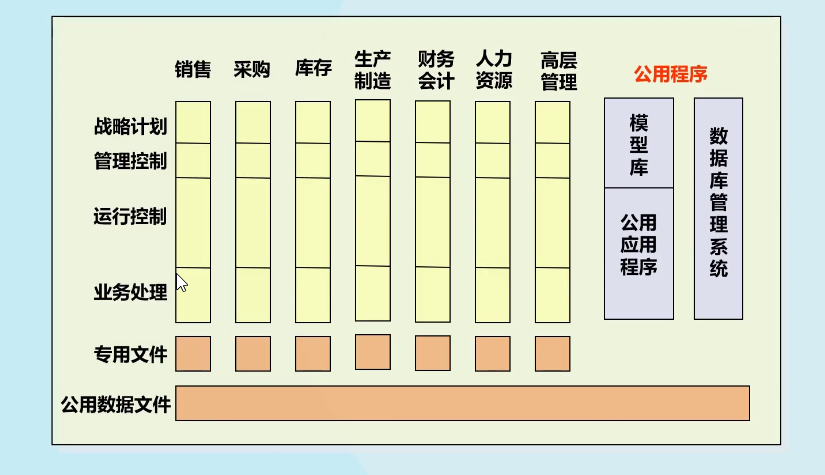 销售
采购
库存
生产
制造
财务
会计
人力
资源
高层
管理
公用程序
战略计划
管理控制
运行控制
业务处理
专用文件
公用数据文件
模
型
库
公用
应用
程序
数
据
库
管
理
系
统